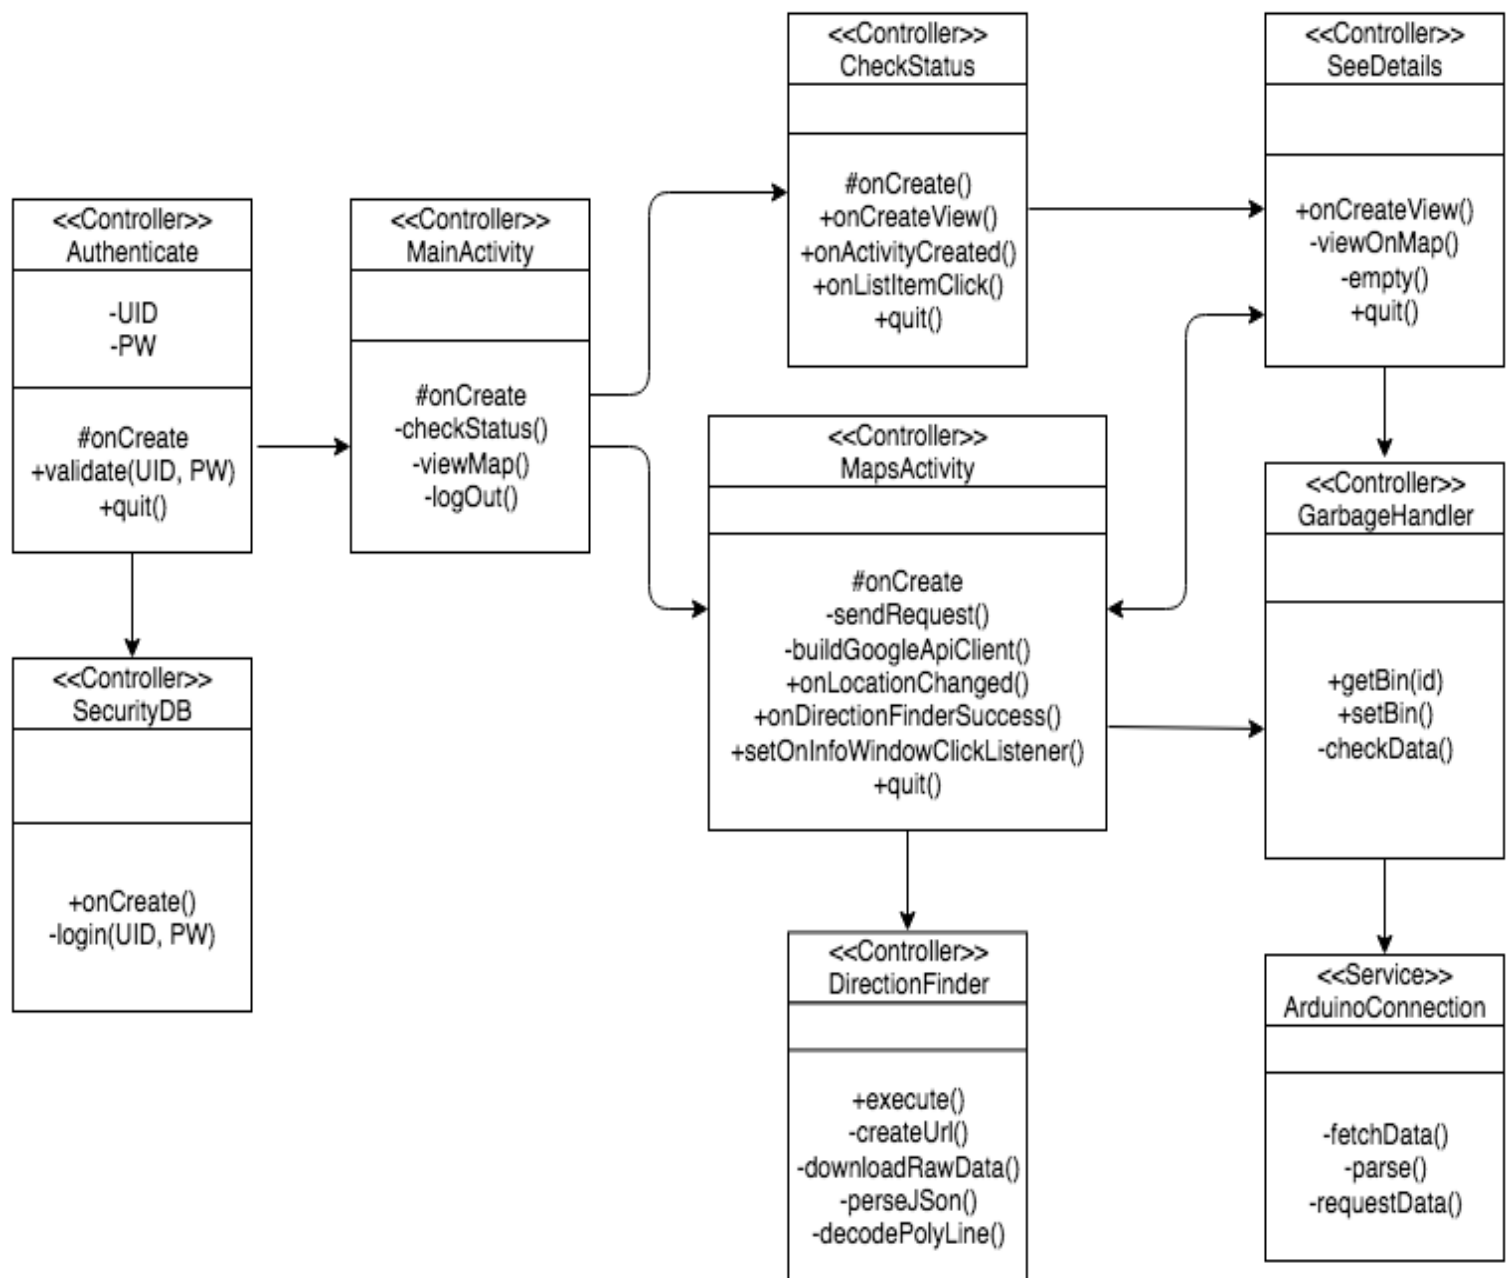 <<Controller>>
CheckStatus
#onCreate()
+onCreateView()
+onActivityCreated()
+onListItemClick()
+quit()
<<Controller>>
SeeDetails
+onCreateView()
-viewOnMap()
-empty()
+quit()
<<Controller>>
Authenticate
-UID
-PW
#onCreate
+validate(UID, PW)
+quit()
<<Controller>>
MainActivity
#onCreate
-checkStatus()
-viewMap()
-logOut()
<<Controller>>
MapsActivity
#onCreate
-sendRequest()
-buildGoogleApiClient()
+onLocationChanged()
+onDirectionFinderSuccess()
+setOnInfoWindowClickListener()
+quit()
<<Controller>>
GarbageHandler
+getBin(id)
+setBin()
-checkData()
<<Controller>>
SecurityDB
+onCreate()
-login(UID, PW)
<<Controller>>
DirectionFinder
+execute()
-createUrl()
-downloadRawData()
-perseJSon()
-decodePolyLine()
<<Service>>
ArduinoConnection
-fetchData()
-parse()
-requestData()